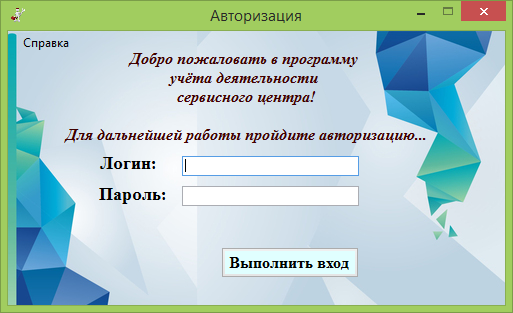 Авторизация
Справка
Добро пожаловать в программу
учёта деятельности
сервисного центра!
Для дальнейшей работы пройдите авторизацию...
Логин:
Пароль:
Выполнить вход